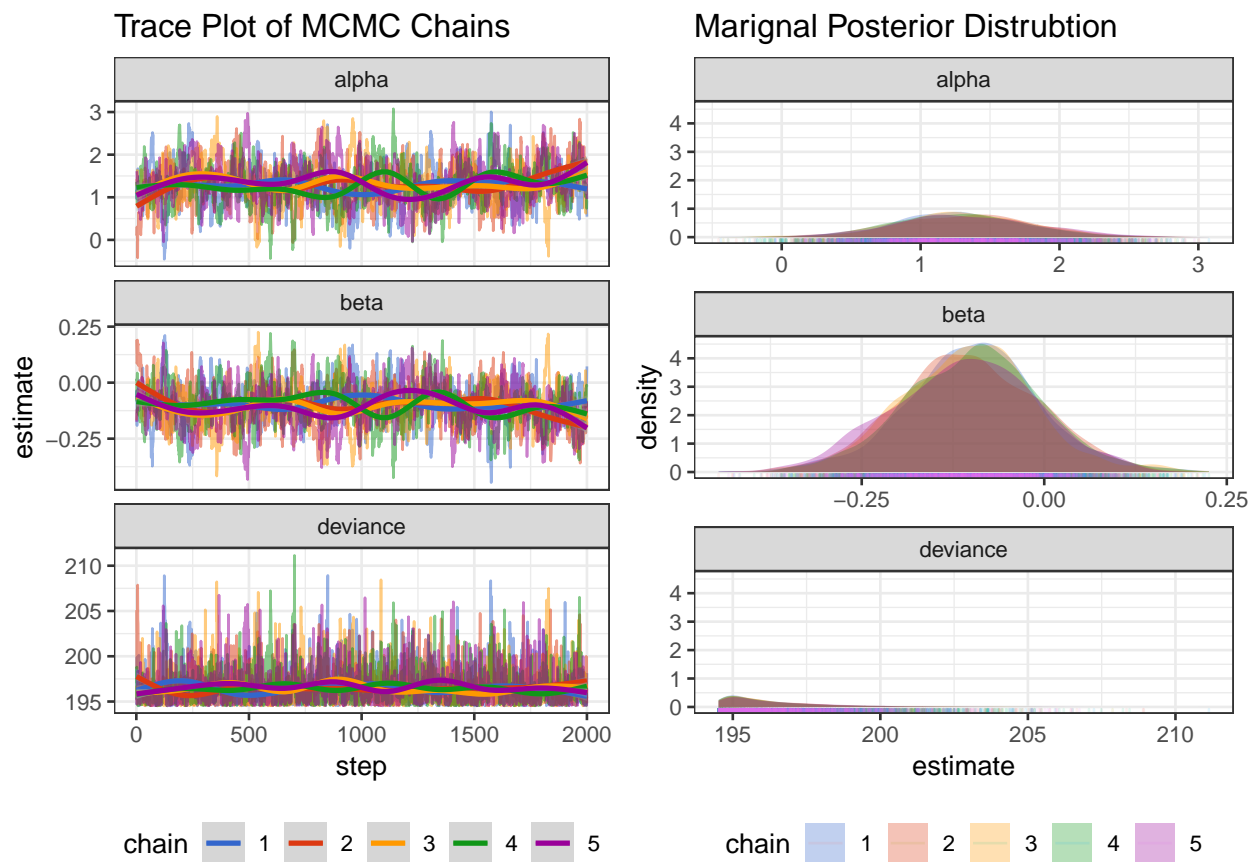 Trace Plot of MCMC Chains
alpha
3
2
1
0
beta
0.25
0.00
−0.25
deviance
210
205
200
195
0 500 1000 1500 2000
estimate
step
chain 1 2 3 4 5
Marignal Posterior Distrubtion
alpha
4
3
2
1
0
0 1 2 3
beta
4
3
2
1
0
−0.25 0.00 0.25
deviance
4
3
2
1
0
195 200 205 210
density
estimate
chain 1 2 3 4 5